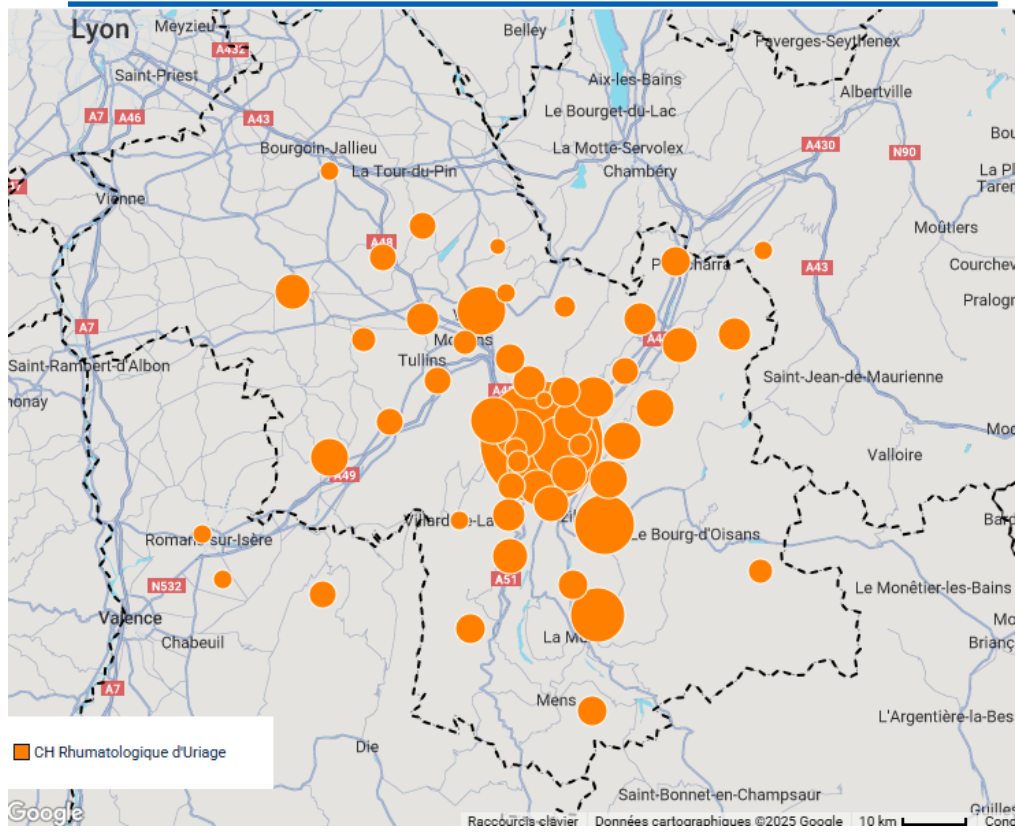 Lyon
Meyzieu
Belley
Faverges-Seythenex
A432
Saint-Priest
Aix-les-Bains
Albertville
A7
A46
A43
Le Bourget-du-Lac
Bourgoin-Jallieu
La Motte-Servolex
A430
N90
La Tour-du-Pin
Chambéry
Vienne
Moûtiers
A48
A43
Courchev
Pralogn
A7
Tullins
Saint-Rambert-d'Albon
Saint-Jean-de-Maurienne
Valloire
A49
Romans-sur-Isère
Le Bourg-d'Oisans
N532
A51
Le Monêtier-les-Bains
Valence
Chabeuil
La Mu
Brianç
A7
Mens
L'Argentière-la-Bes
CH Rhumatologique d'Uriage
Die
Saint-Bonnet-en-Champsaur
Google
Raccourcis clavier
Données cartographiques ©2025 Google
10 km
Cond